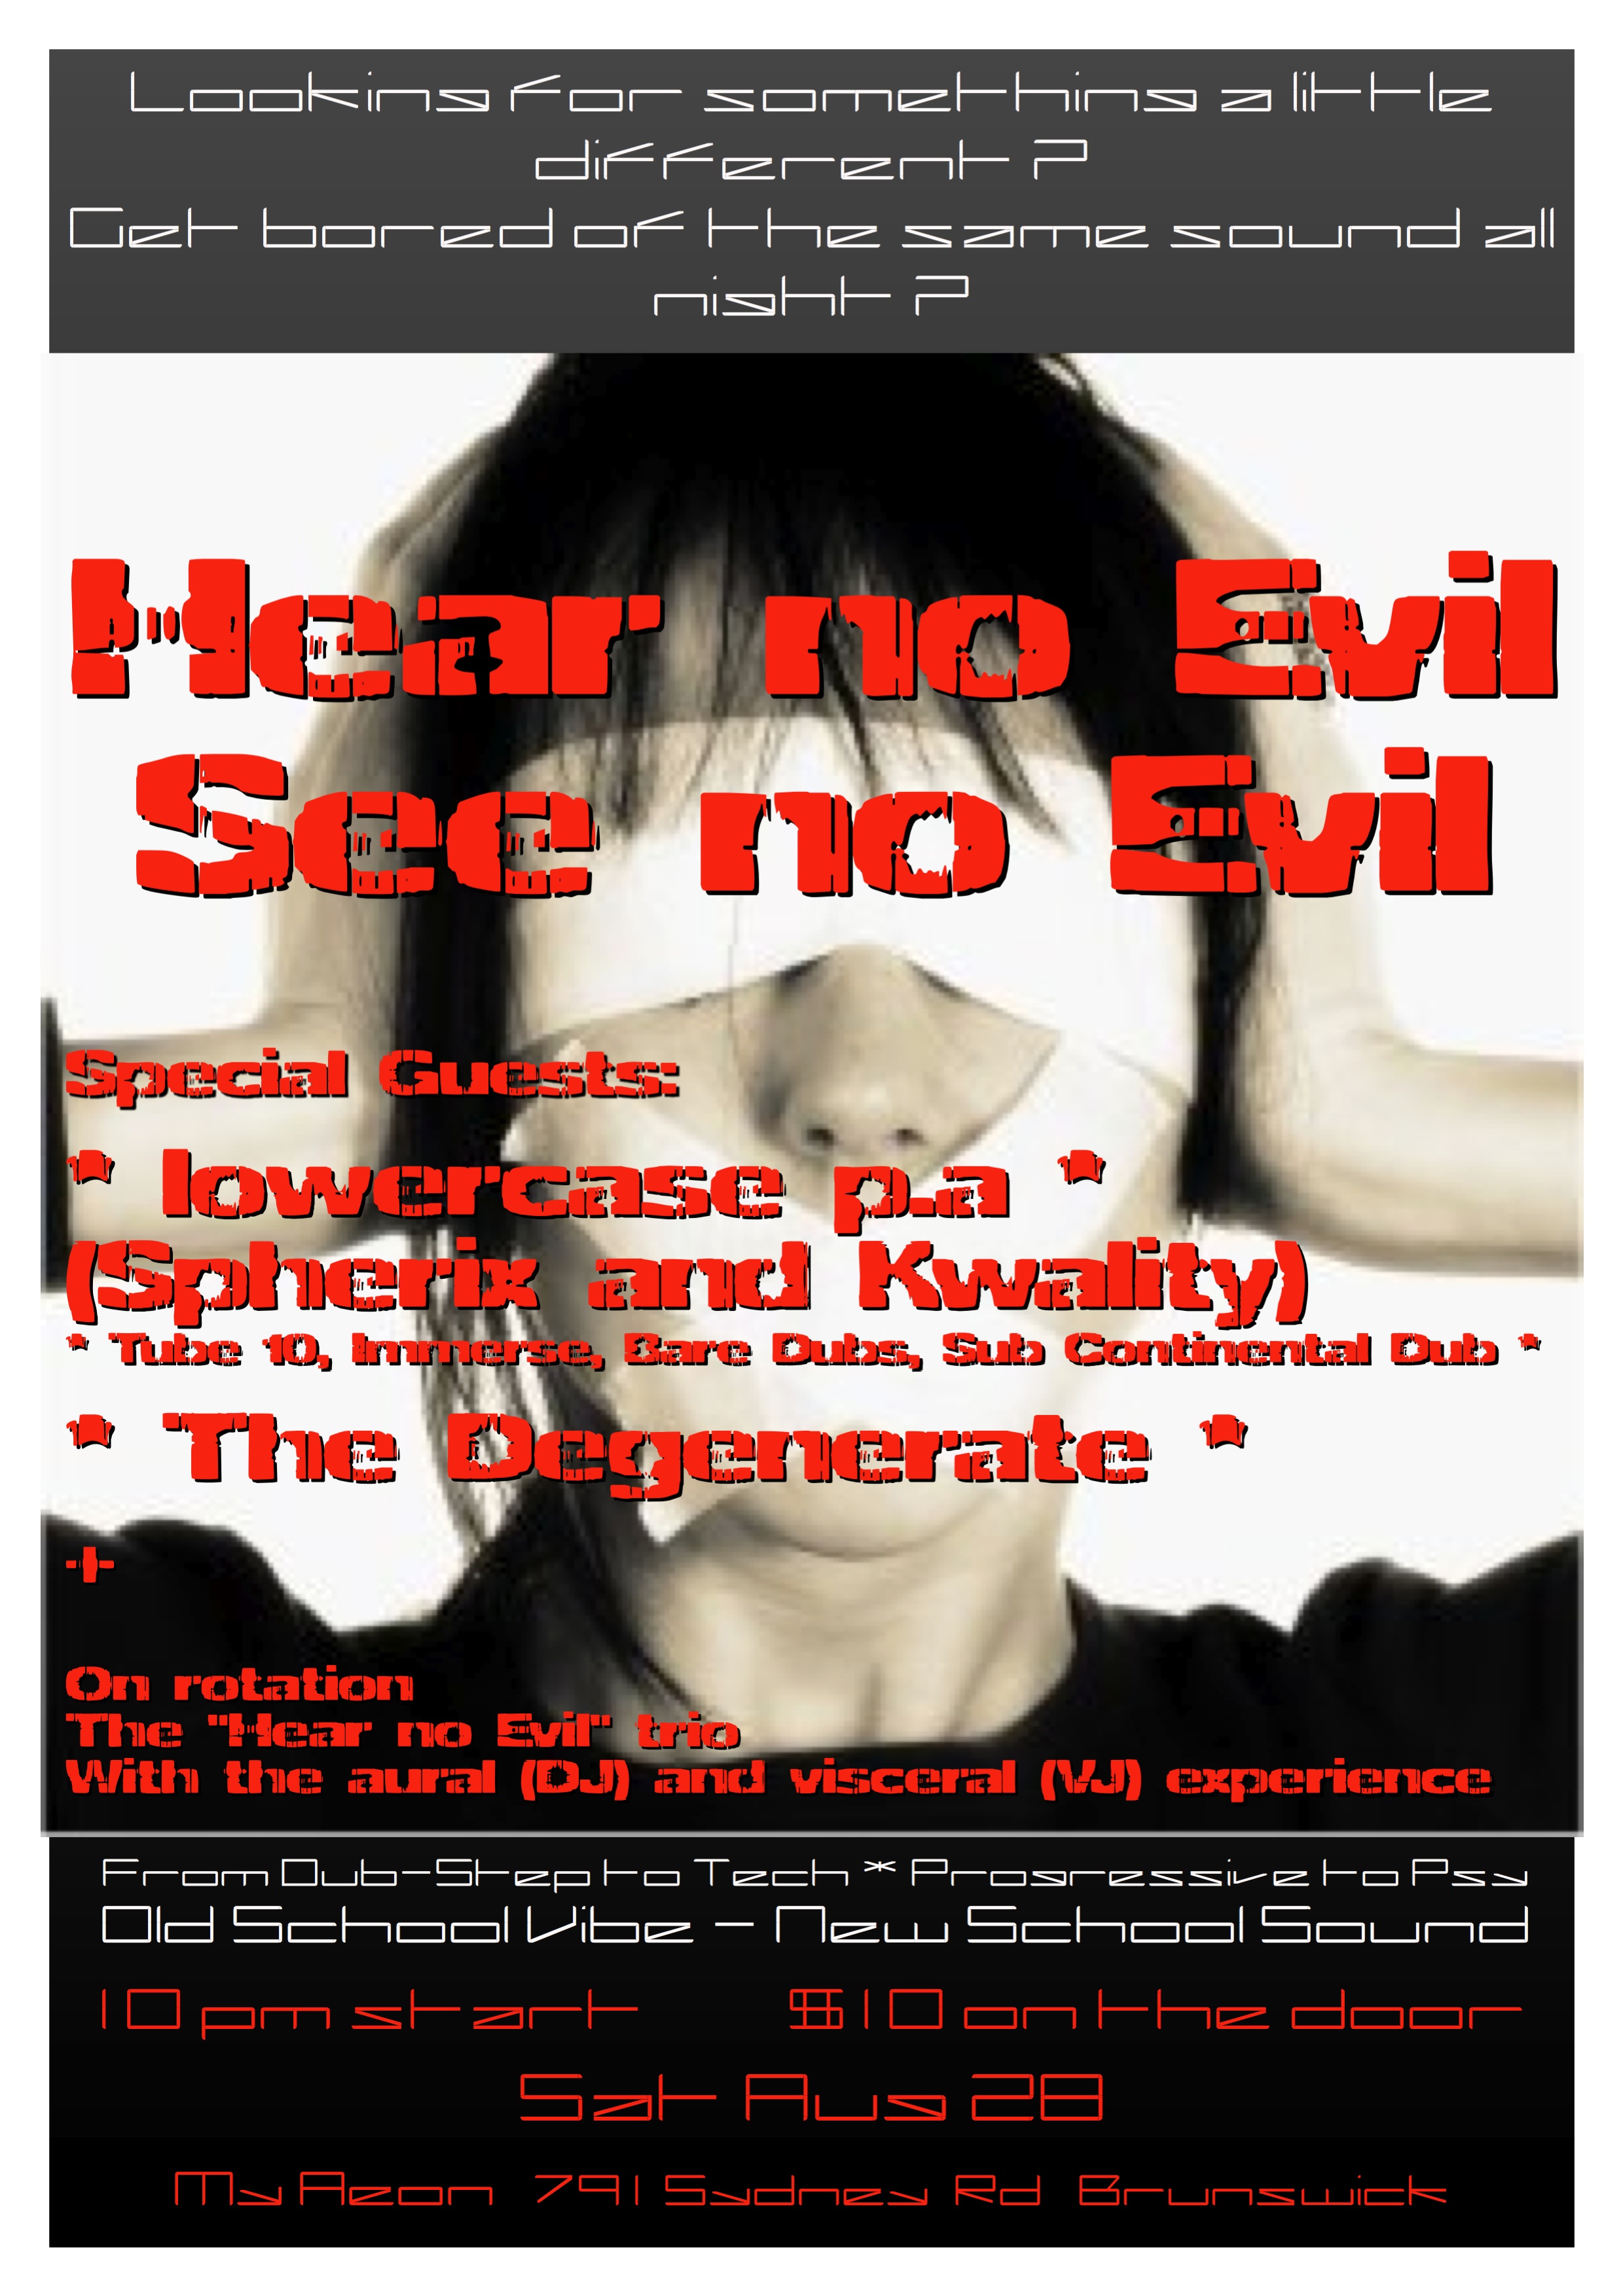 Looking for something a little
different ?
Get bored of the same sound all
night ?
Hear no Evil
See no Evil
Special Guests:
* lowercase p.a *
(Spherix and Kwality)
* Tube 10, Immerse, Bare Dubs, Sub Continental Dub *
* The Degenerate *
+
On rotation
The "Hear no Evil" trio
With the aural (DJ) and visceral (VJ) experience
From Dub-Step to Tech * Progressive to Psy
Old School Vibe - New School Sound
10 pm start $10 on the door
Sat Aug 28
My Aeon 791 Sydney Rd Brunswick